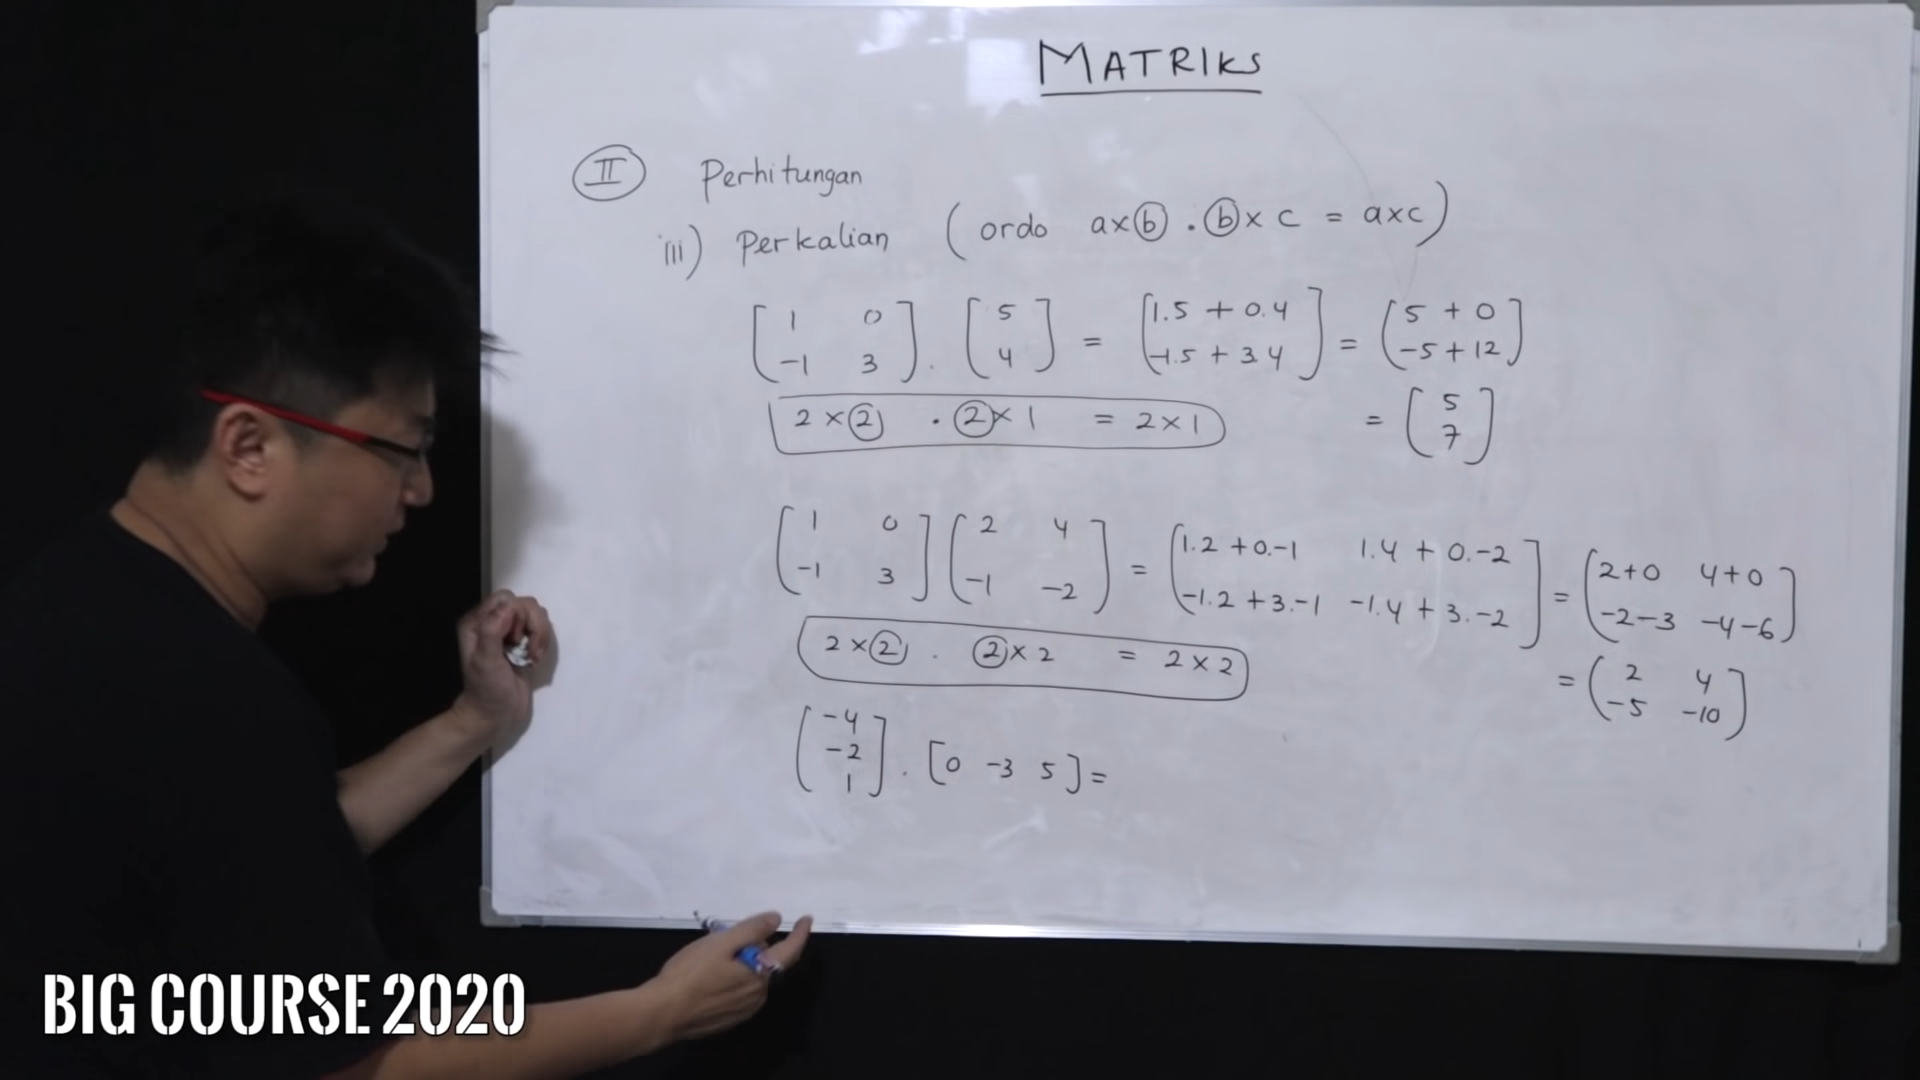 MATRIKS
II Perhitungan
iii) Perkalian ( ordo axb . bxc = axc )
[1 0 -1 3] . [5 4] = [1.5 + 0.4 -1.5 + 3.4] = [5 + 0 -5 + 12]
2 x 2 . 2 x 1 = 2 x 1
= [5 7]
[1 0 -1 3] [2 4 -1 -2] = [1.2 + 0.-1 1.4 + 0.-2 -1.2 + 3.-1 -1.4 + 3.-2] = [2+0 4+0 -2-3 -4-6]
2 x 2 . 2 x 2 = 2 x 2
= [2 4 -5 -10]
[-4 -2 1] . [0 -3 5] =
BIG COURSE 2020